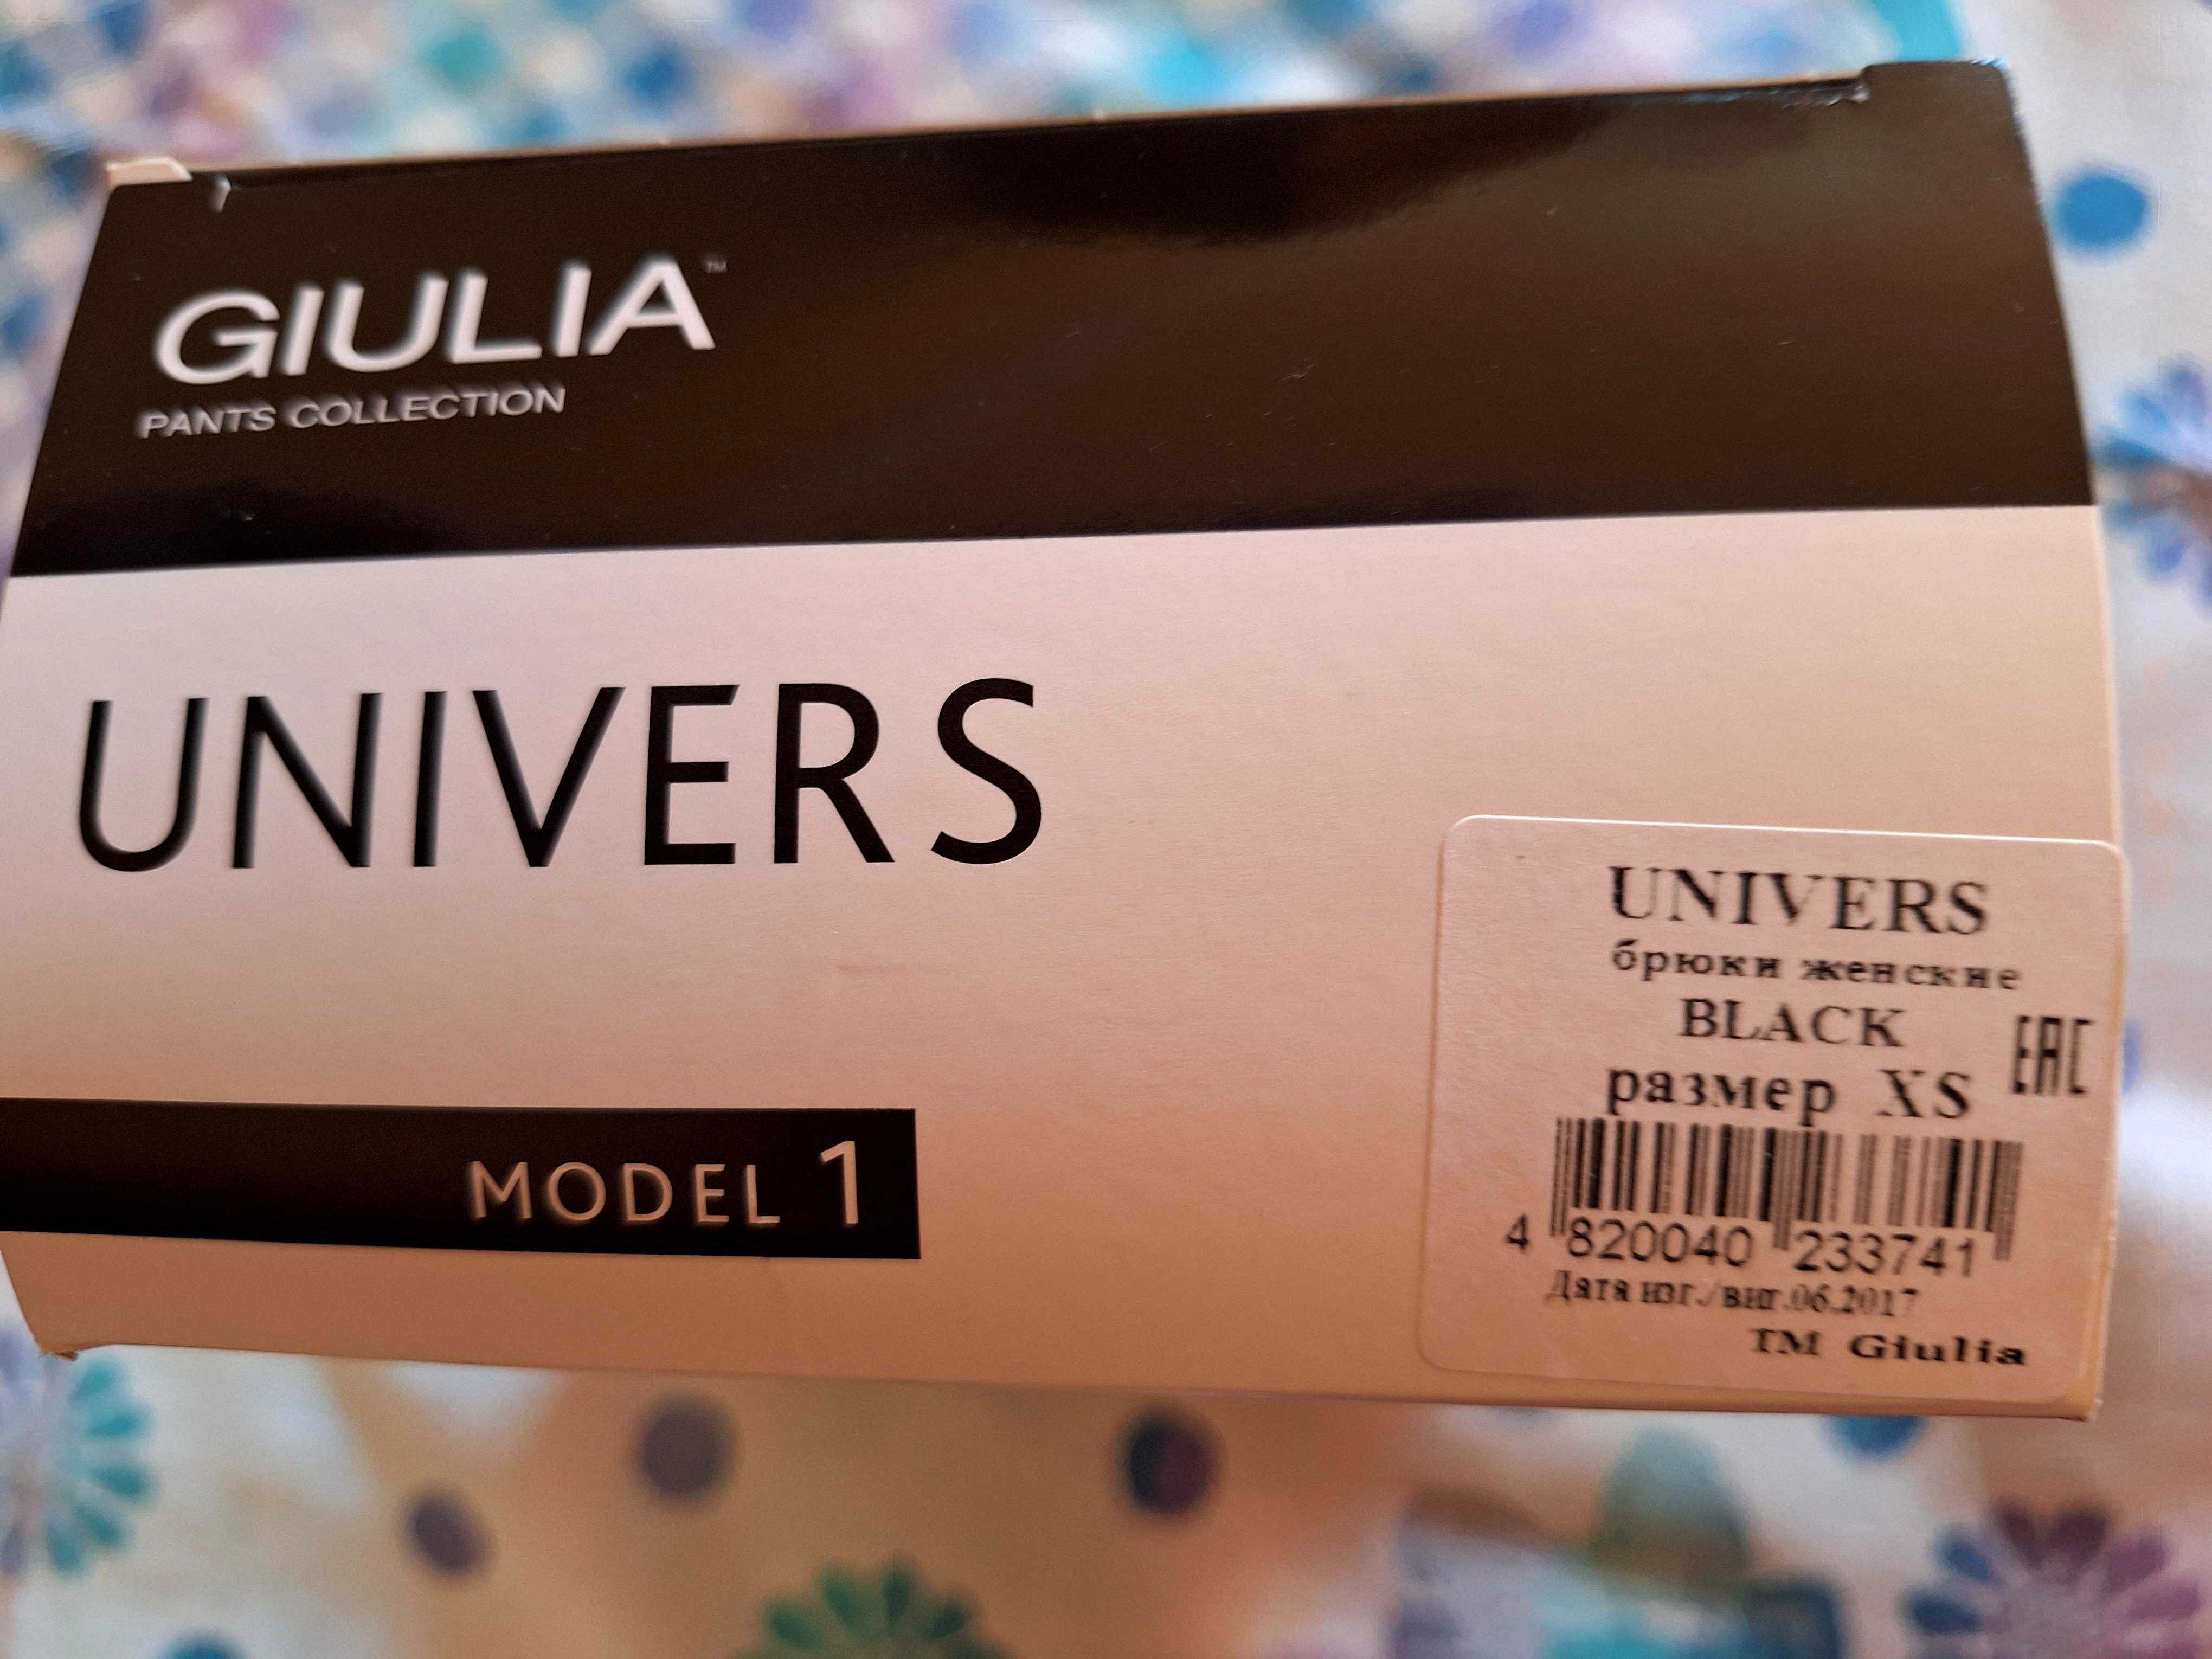 GIULIA™
PANTS COLLECTION
UNIVERS
MODEL 1
UNIVERS
брюки женские
BLACK
EAC
размер XS
4 820040 233741
Дата изг./виг.06.2017
TM Giulia